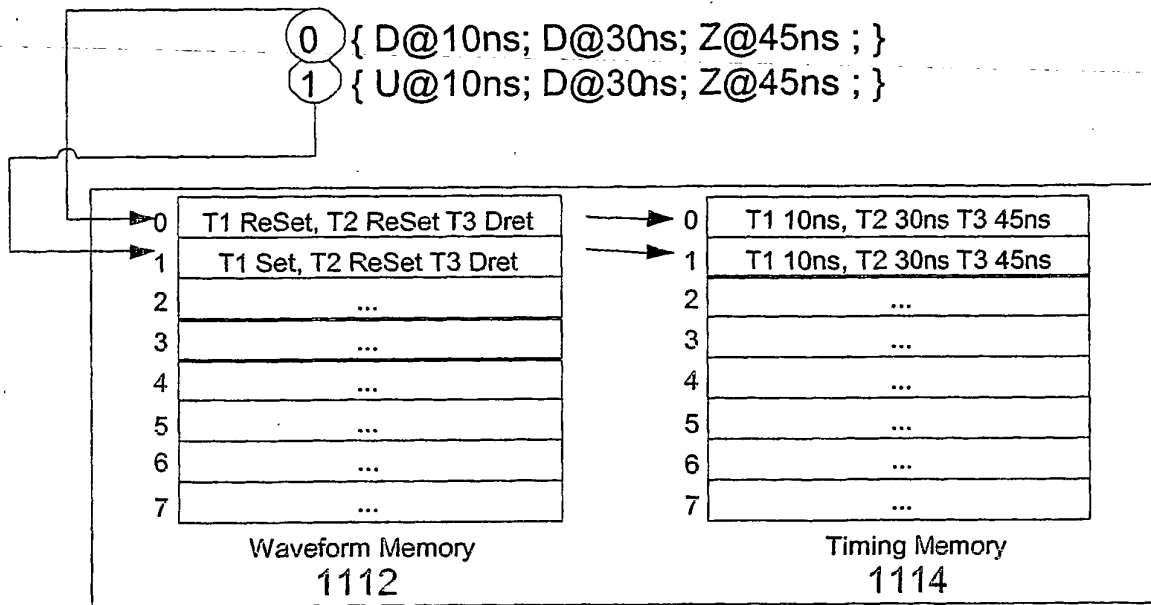 0 { D@10ns; D@30ns; Z@45ns ; }
1 { U@10ns; D@30ns; Z@45ns ; }
0 T1 ReSet, T2 ReSet T3 Dret 0 T1 10ns, T2 30ns T3 45ns
1 T1 Set, T2 ReSet T3 Dret 1 T1 10ns, T2 30ns T3 45ns
2 ... 2 ...
3 ... 3 ...
4 ... 4 ...
5 ... 5 ...
6 ... 6 ...
7 ... 7 ...
Waveform Memory Timing Memory
1112 1114